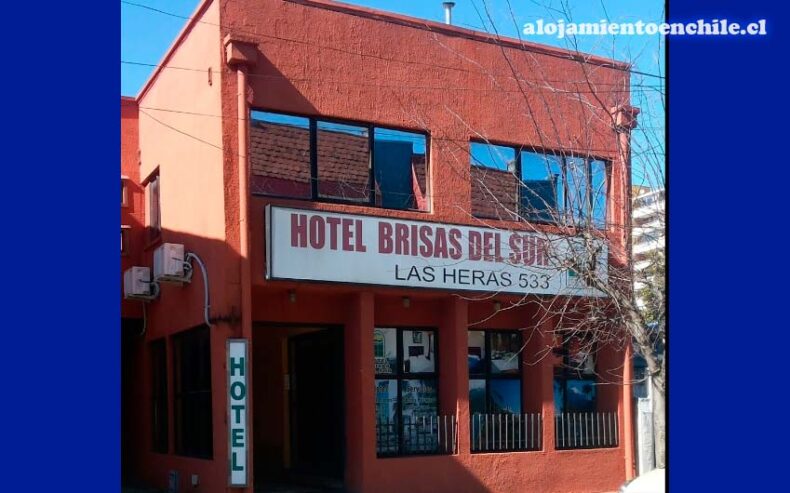 alojamientoenchile.cl
HOTEL BRISAS DEL SUR
LAS HERAS 533
HOTEL